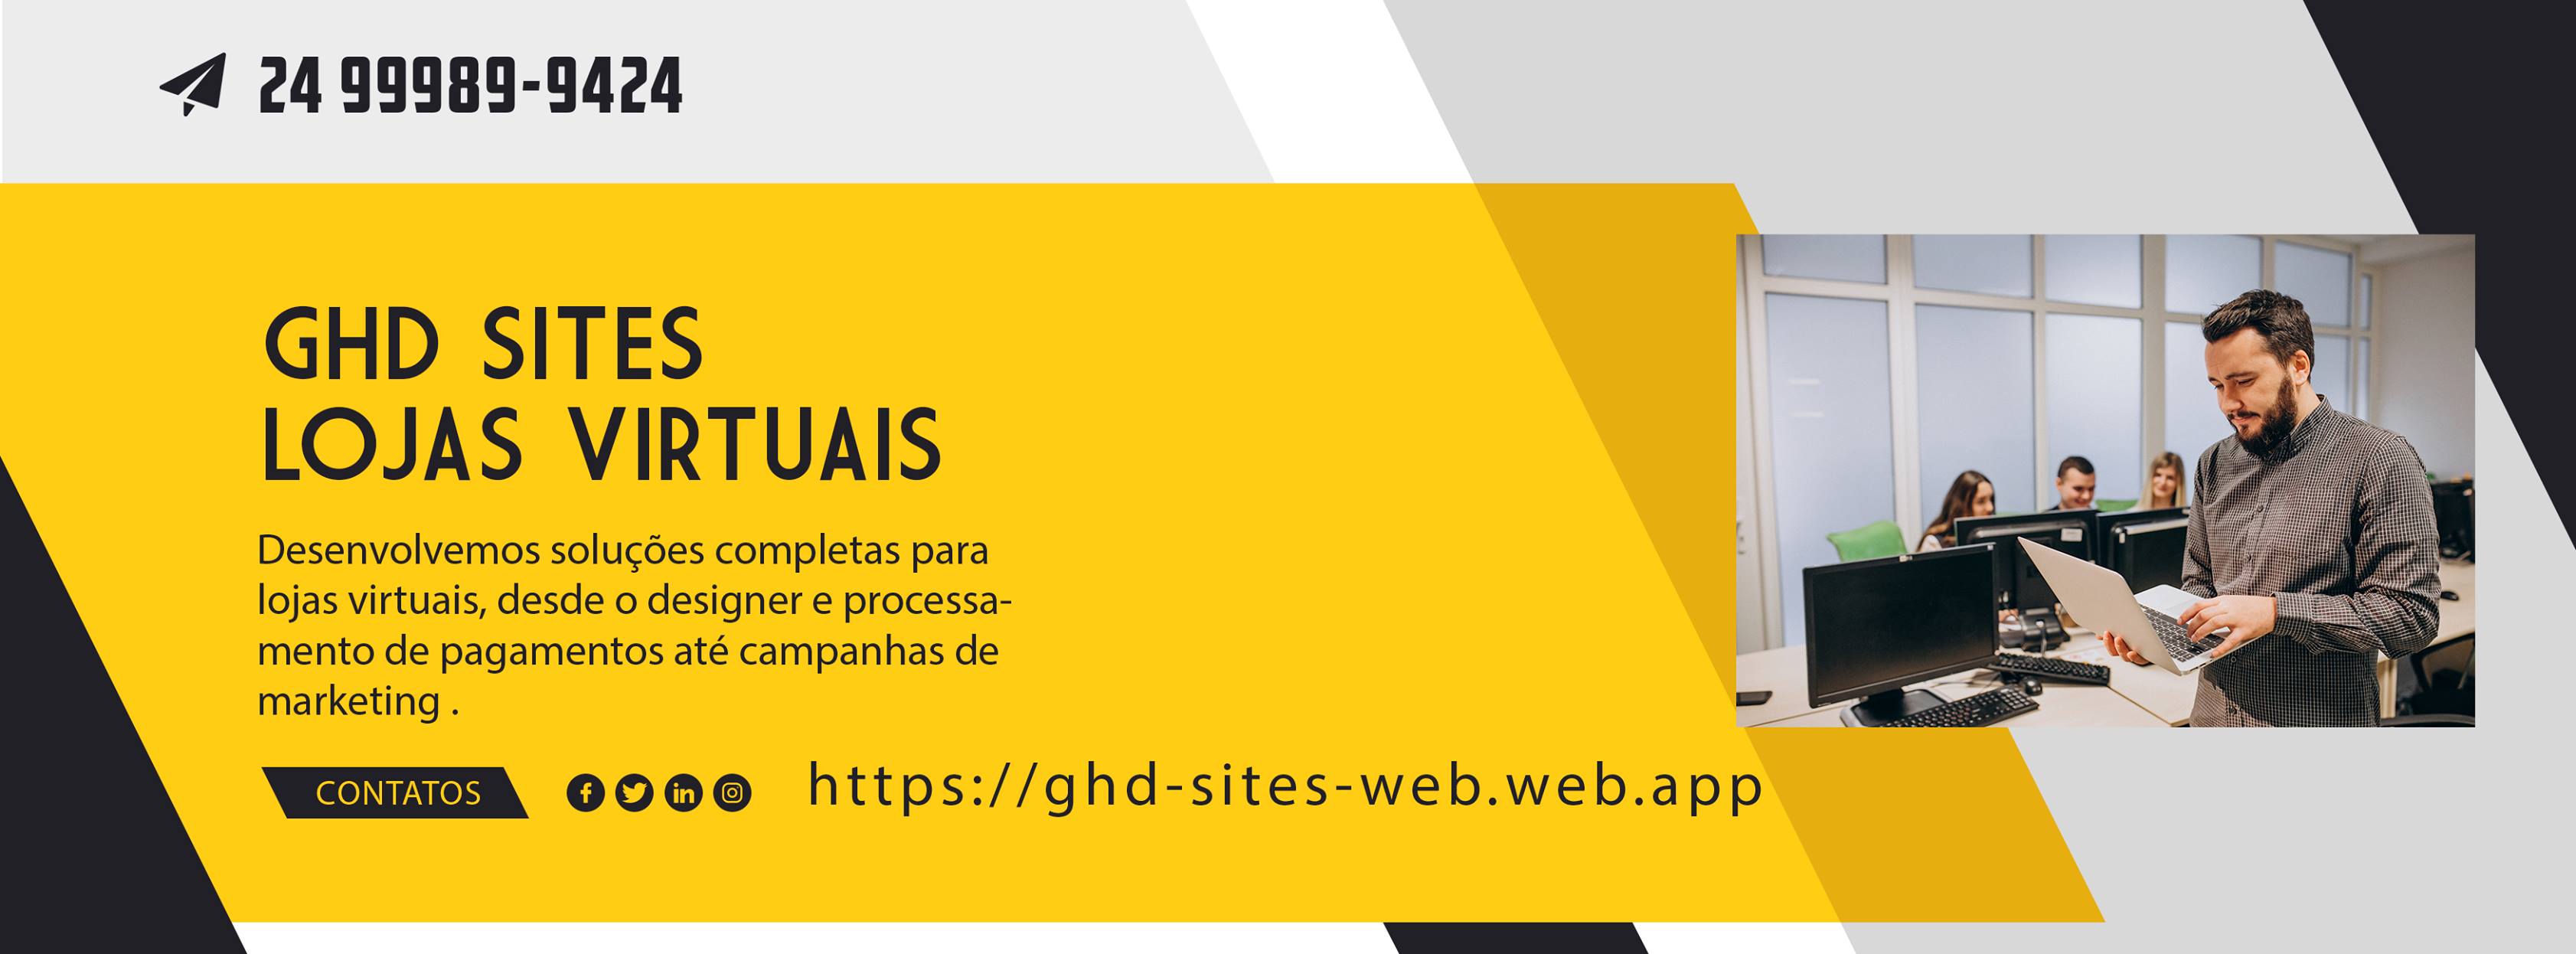 24 99989-9424
GHD SITES
LOJAS VIRTUAIS
Desenvolvemos soluções completas para
lojas virtuais, desde o designer e processa-
mento de pagamentos até campanhas de
marketing .
CONTATOS
https://ghd-sites-web.web.app